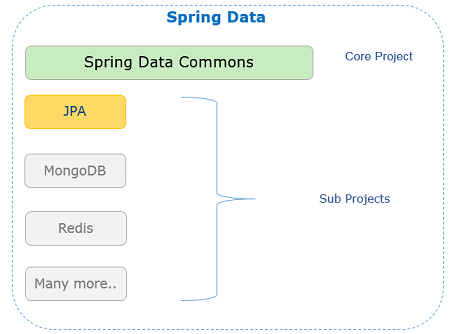 Spring Data
Spring Data Commons
Core Project
JPA
MongoDB
Redis
Many more..
Sub Projects